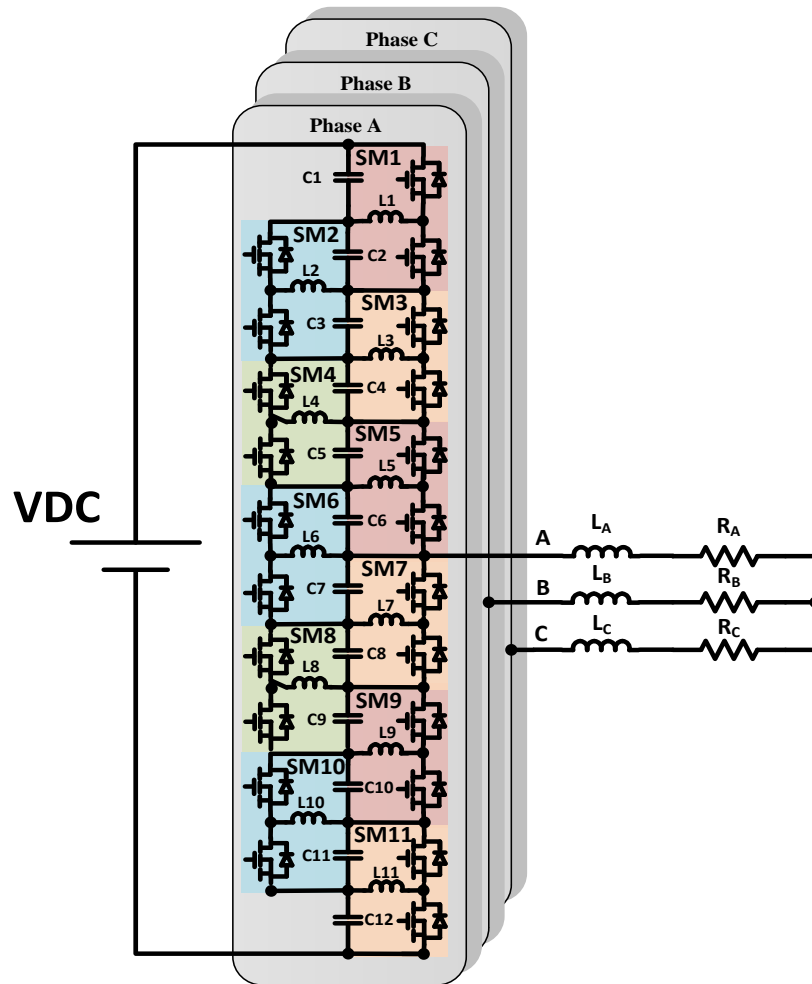 Phase C
Phase B
Phase A
SM1
C1
L1
SM2
C2
L2
SM3
C3
L3
SM4
C4
L4
SM5
C5
L5
VDC
SM6
C6
L6
A
LA
RA
SM7
C7
L7
B
LB
RB
SM8
C8
L8
C
LC
RC
SM9
C9
L9
SM10
C10
L10
SM11
C11
L11
C12